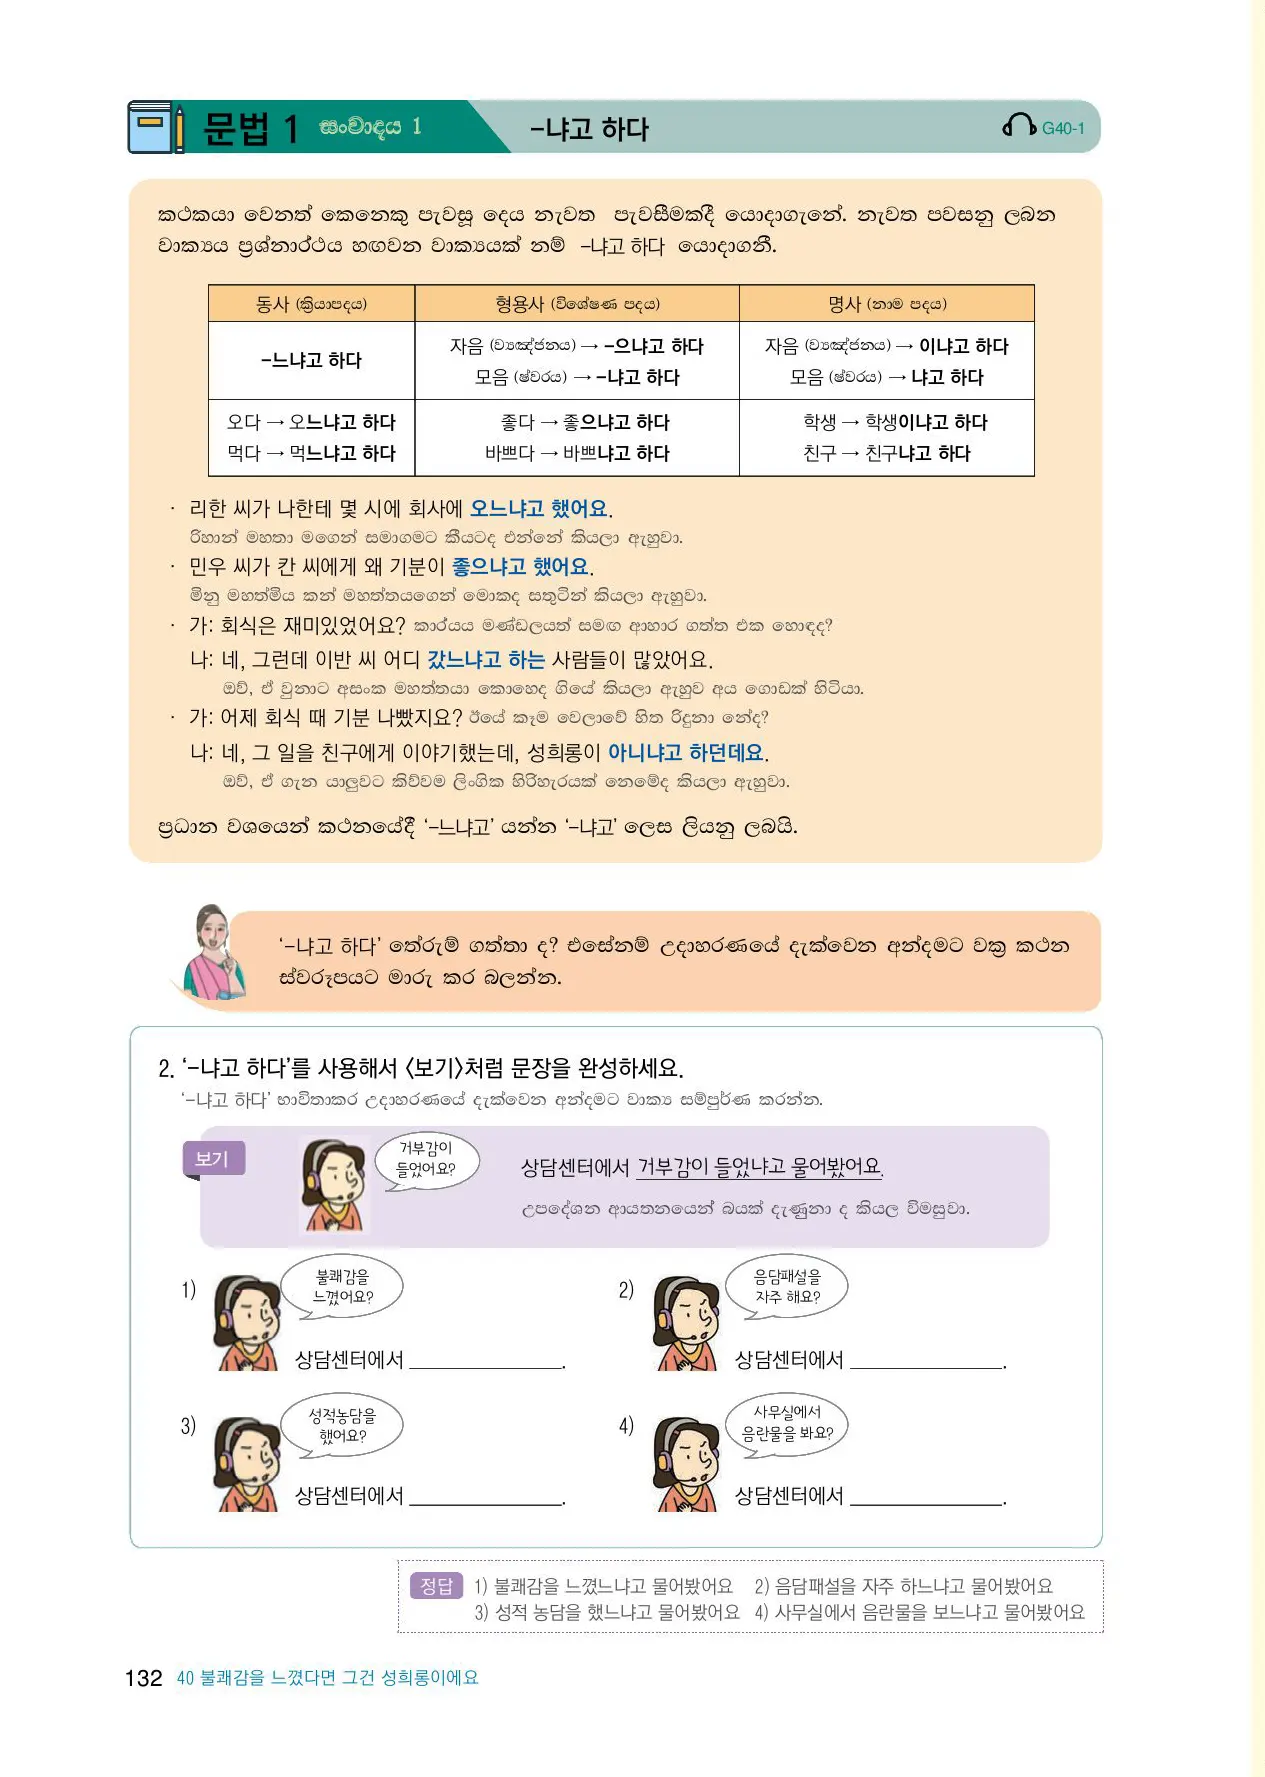 문법 1 සංවාදය 1 -냐고 하다 G40-1
කථකයා වෙනත් කෙනෙකු පැවසූ දෙය නැවත පැවසීමකදී යොදාගැනේ. නැවත පවසනු ලබන
වාක්‍යය ප්‍රශ්නාර්ථය හඟවන වාක්‍යයක් නම් -냐고 하다 යොදාගනී.
동사 (ක්‍රියාපදය) 형용사 (විශේෂණ පදය) 명사 (නාම පදය)
-느냐고 하다
자음 (ව්‍යඤ්ජනය) → -으냐고 하다
모음 (ෂ්වරය) → -냐고 하다
자음 (ව්‍යඤ්ජනය) → 이냐고 하다
모음 (ෂ්වරය) → 냐고 하다
오다 → 오느냐고 하다
먹다 → 먹느냐고 하다
좋다 → 좋으냐고 하다
바쁘다 → 바쁘냐고 하다
학생 → 학생이냐고 하다
친구 → 친구냐고 하다
· 리한 씨가 나한테 몇 시에 회사에 오느냐고 했어요.
රිහාන් මහතා මගෙන් සමාගමට කීයටද එන්නේ කියලා ඇහුවා.
· 민우 씨가 칸 씨에게 왜 기분이 좋으냐고 했어요.
මිනු මහත්මිය කන් මහත්තයගෙන් මොකද සතුටින් කියලා ඇහුවා.
· 가: 회식은 재미있었어요? කාර්යය මණ්ඩලයත් සමඟ ආහාර ගත්ත එක හොඳද?
나: 네, 그런데 이반 씨 어디 갔느냐고 하는 사람들이 많았어요.
ඔව්, ඒ වුනාට අසංක මහත්තයා කොහෙද ගියේ කියලා ඇහුව අය ගොඩක් හිටියා.
· 가: 어제 회식 때 기분 나빴지요? ඊයේ කෑම වෙලාවේ හිත රිදුනා නේද?
나: 네, 그 일을 친구에게 이야기했는데, 성희롱이 아니냐고 하던데요.
ඔව්, ඒ ගැන යාලුවට කිව්වම ලිංගික හිරිහැරයක් නෙමේද කියලා ඇහුවා.
ප්‍රධාන වශයෙන් කථනයේදී ‘-느냐고’ යන්න ‘-냐고’ ලෙස ලියනු ලබයි.
‘-냐고 하다’ තේරුම් ගත්තා ද? එසේනම් උදාහරණයේ දැක්වෙන අන්දමට වක්‍ර කථන
ස්වරූපයට මාරු කර බලන්න.
2. ‘-냐고 하다’를 사용해서 〈보기〉처럼 문장을 완성하세요.
‘-냐고 하다’ භාවිතාකර උදාහරණයේ දැක්වෙන අන්දමට වාක්‍ය සම්පුර්ණ කරන්න.
보기
거부감이
들었어요?
상담센터에서 거부감이 들었냐고 물어봤어요.
උපදේශන ආයතනයෙන් බයක් දැණුනා ද කියල විමසුවා.
1)
불쾌감을
느꼈어요?
상담센터에서 ______________.
2)
음담패설을
자주 해요?
상담센터에서 ______________.
3)
성적농담을
했어요?
상담센터에서 ______________.
4)
사무실에서
음란물을 봐요?
상담센터에서 ______________.
정답 1) 불쾌감을 느꼈느냐고 물어봤어요 2) 음담패설을 자주 하느냐고 물어봤어요
3) 성적 농담을 했느냐고 물어봤어요 4) 사무실에서 음란물을 보느냐고 물어봤어요
132 40 불쾌감을 느꼈다면 그건 성희롱이에요